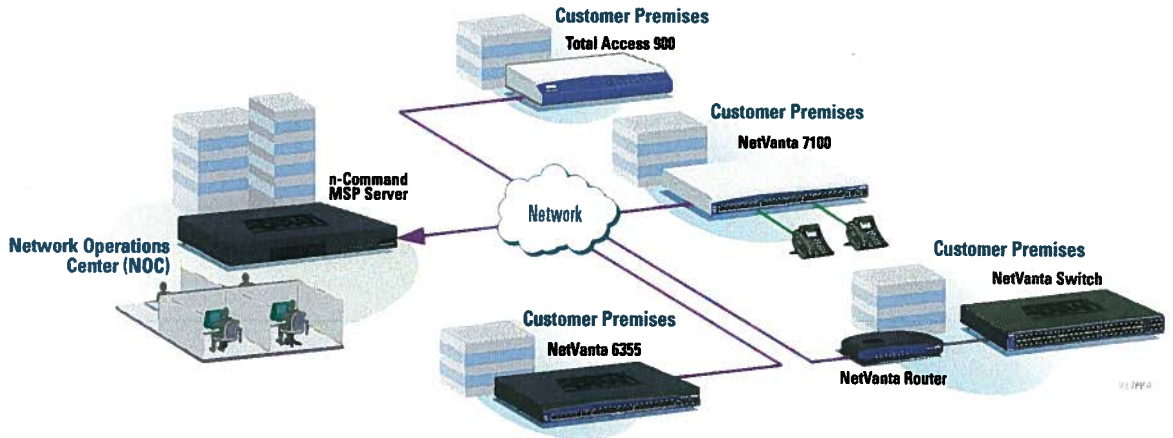 Customer Premises
Total Access 900
Customer Premises
NetVanta 7100
n-Command
MSP Server
Network
Network Operations
Center (NOC)
Customer Premises
NetVanta Switch
Customer Premises
NetVanta 6355
NetVanta Router